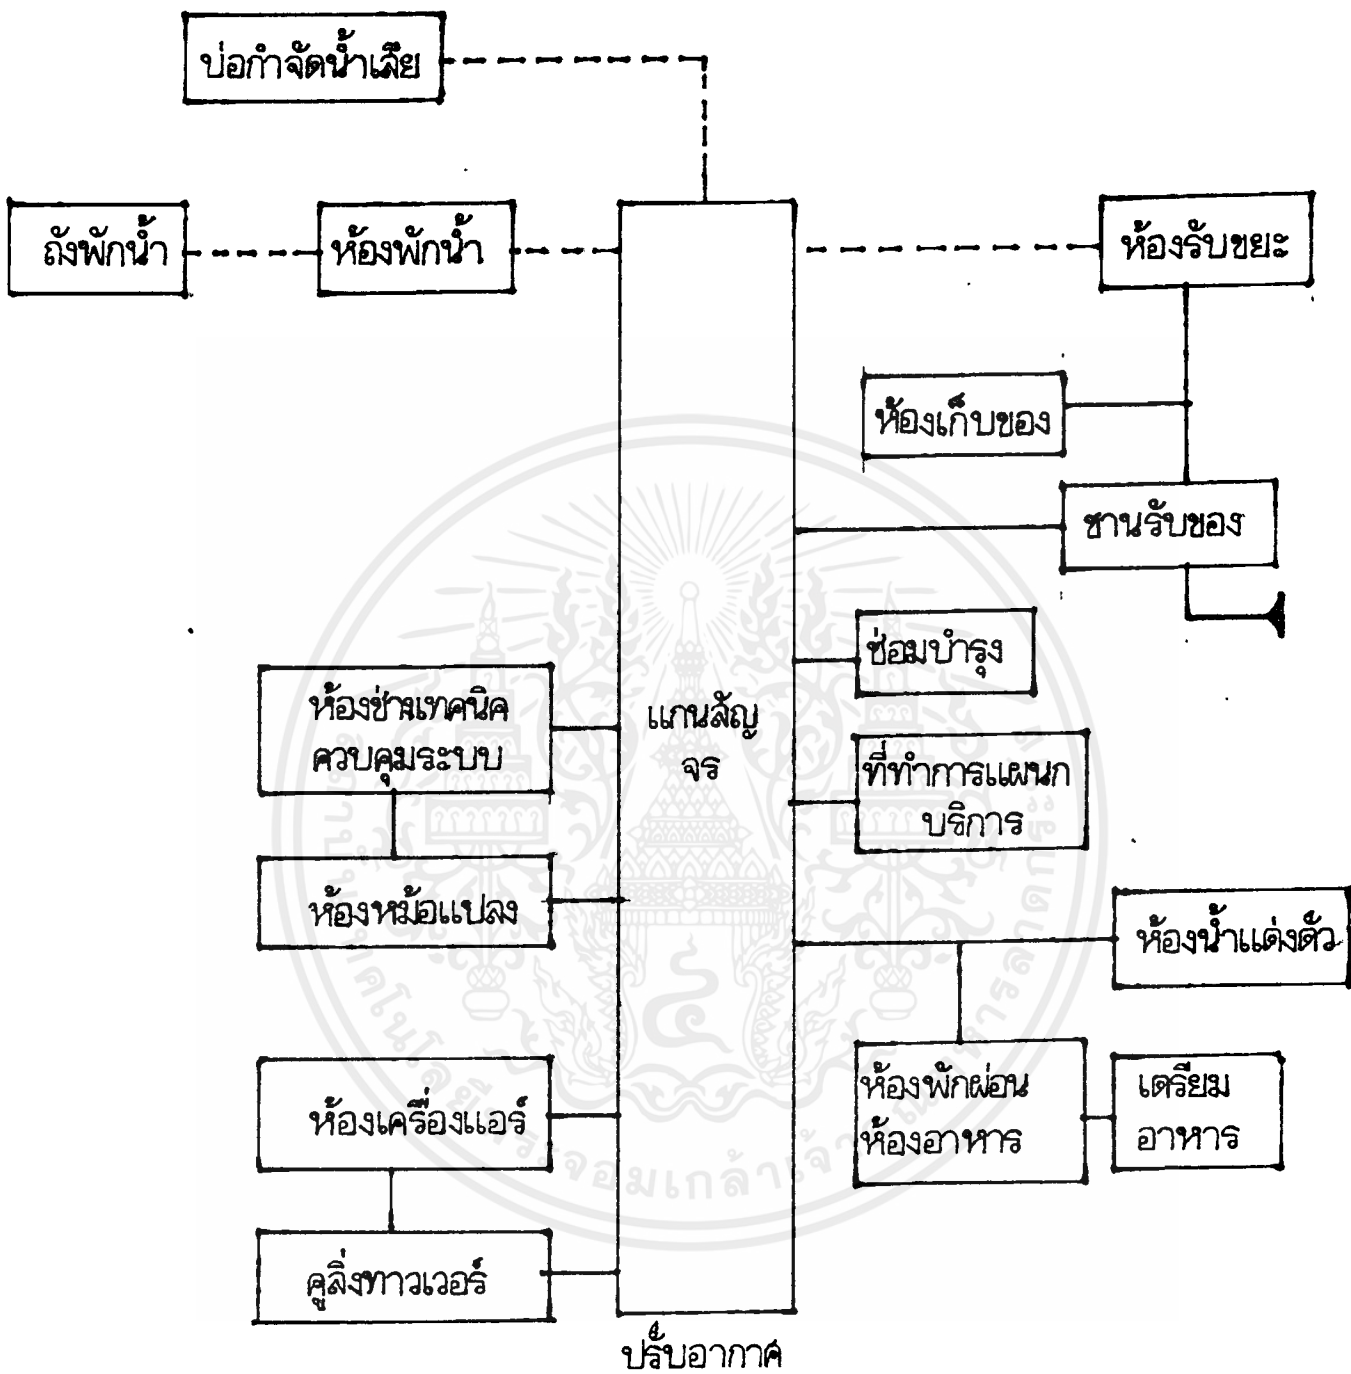 บ่อกำจัดน้ำเสีย
ถังพักน้ำ
ห้องพักน้ำ
ห้องรับขยะ
ห้องเก็บของ
ชานรับของ
ซ่อมบำรุง
ห้องช่างเทคนิค
ควบคุมระบบ
แกนสัญ
จร
ที่ทำการแผนก
บริการ
ห้องหม้อแปลง
ห้องน้ำแต่งตัว
ห้องพักผ่อน
ห้องอาหาร
เตรียม
อาหาร
ห้องเครื่องแอร์
คูลิ่งทาวเวอร์
ปรับอากาศ